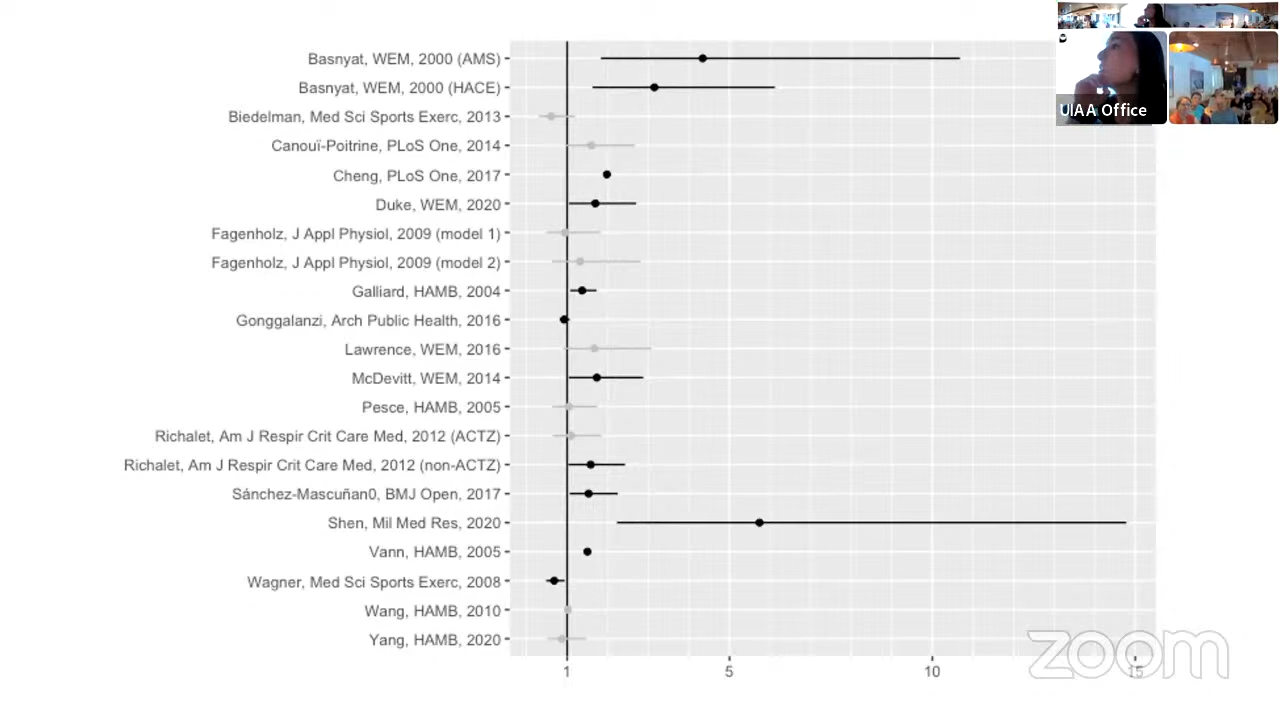 Basnyat, WEM, 2000 (AMS)
Basnyat, WEM, 2000 (HACE)
Biedelman, Med Sci Sports Exerc, 2013
Canouï-Poitrine, PLoS One, 2014
Cheng, PLoS One, 2017
Duke, WEM, 2020
Fagenholz, J Appl Physiol, 2009 (model 1)
Fagenholz, J Appl Physiol, 2009 (model 2)
Galliard, HAMB, 2004
Gonggalanzi, Arch Public Health, 2016
Lawrence, WEM, 2016
McDevitt, WEM, 2014
Pesce, HAMB, 2005
Richalet, Am J Respir Crit Care Med, 2012 (ACTZ)
Richalet, Am J Respir Crit Care Med, 2012 (non-ACTZ)
Sánchez-Mascuñan0, BMJ Open, 2017
Shen, Mil Med Res, 2020
Vann, HAMB, 2005
Wagner, Med Sci Sports Exerc, 2008
Wang, HAMB, 2010
Yang, HAMB, 2020
1 5 10 15
UIAA Office
zoom